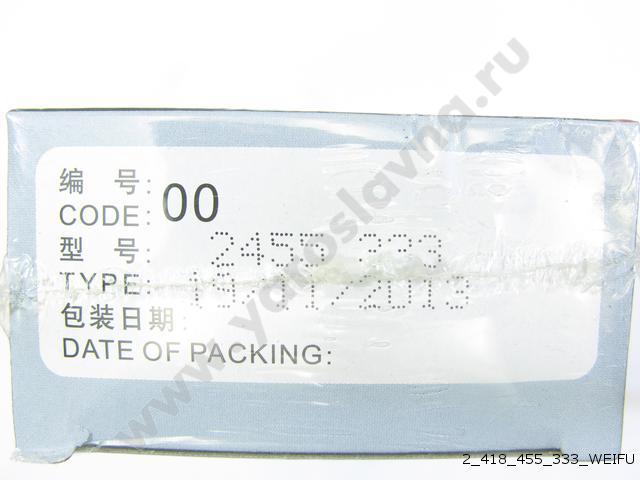 编 号:
CODE: 00
型 号: 2455 333
TYPE: 19/11/2013
包装日期:
DATE OF PACKING:
www.yaroslavna.ru
2_418_455_333_WEIFU